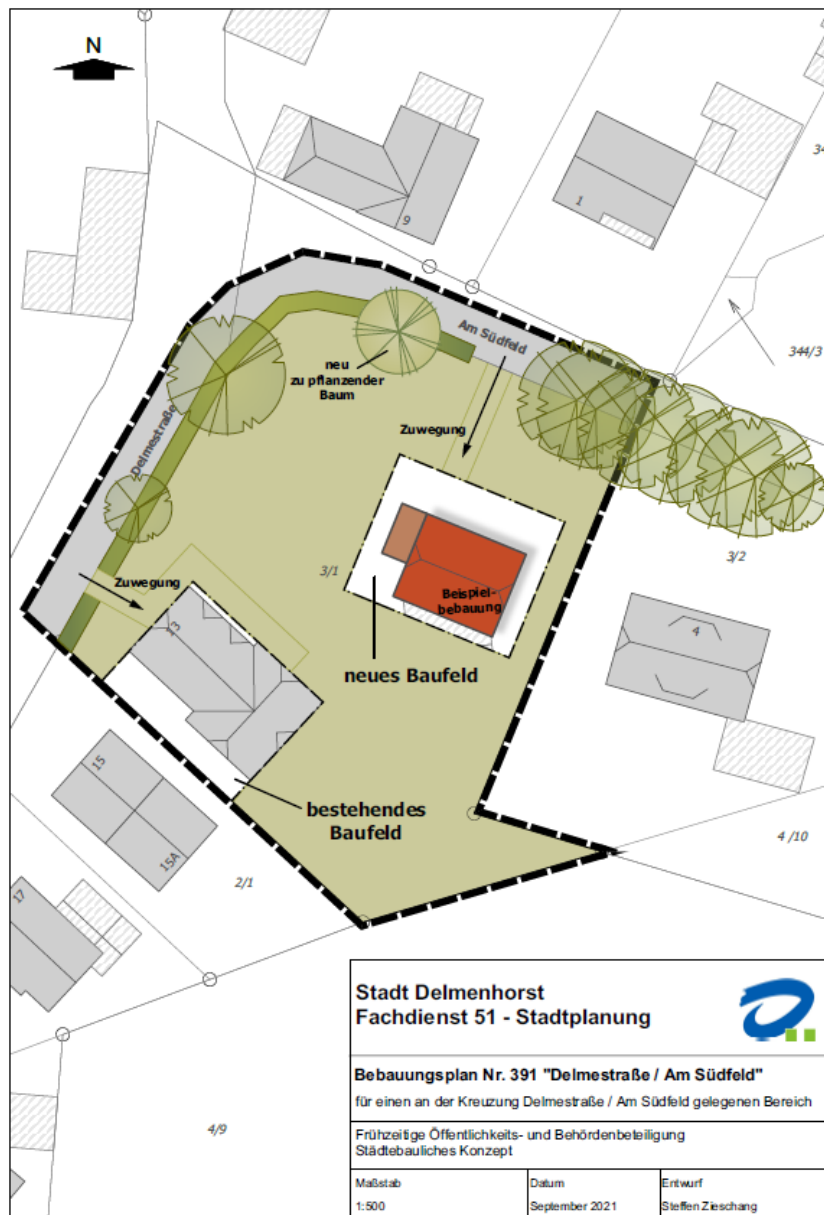 N
9
1
34
344/3
Am Südfeld
neu
zu pflanzender
Baum
Delmestraße
Zuwegung
3/2
3/1
Zuwegung
Beispiel-
bebauung
4
13
neues Baufeld
15
15A
bestehendes
Baufeld
4 /10
2/1
17
4/9
Stadt Delmenhorst
Fachdienst 51 - Stadtplanung
Bebauungsplan Nr. 391 "Delmestraße / Am Südfeld"
für einen an der Kreuzung Delmestraße / Am Südfeld gelegenen Bereich
Frühzeitige Öffentlichkeits- und Behördenbeteiligung
Städtebauliches Konzept
Maßstab
1:500
Datum
September 2021
Entwurf
Steffen Zieschang